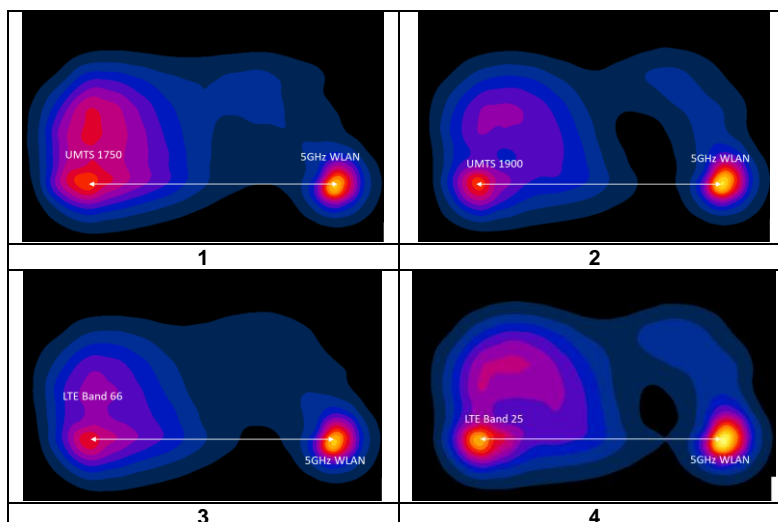 UMTS 1750
5GHz WLAN
UMTS 1900
5GHz WLAN
1
2
LTE Band 66
5GHz WLAN
LTE Band 25
5GHz WLAN
3
4